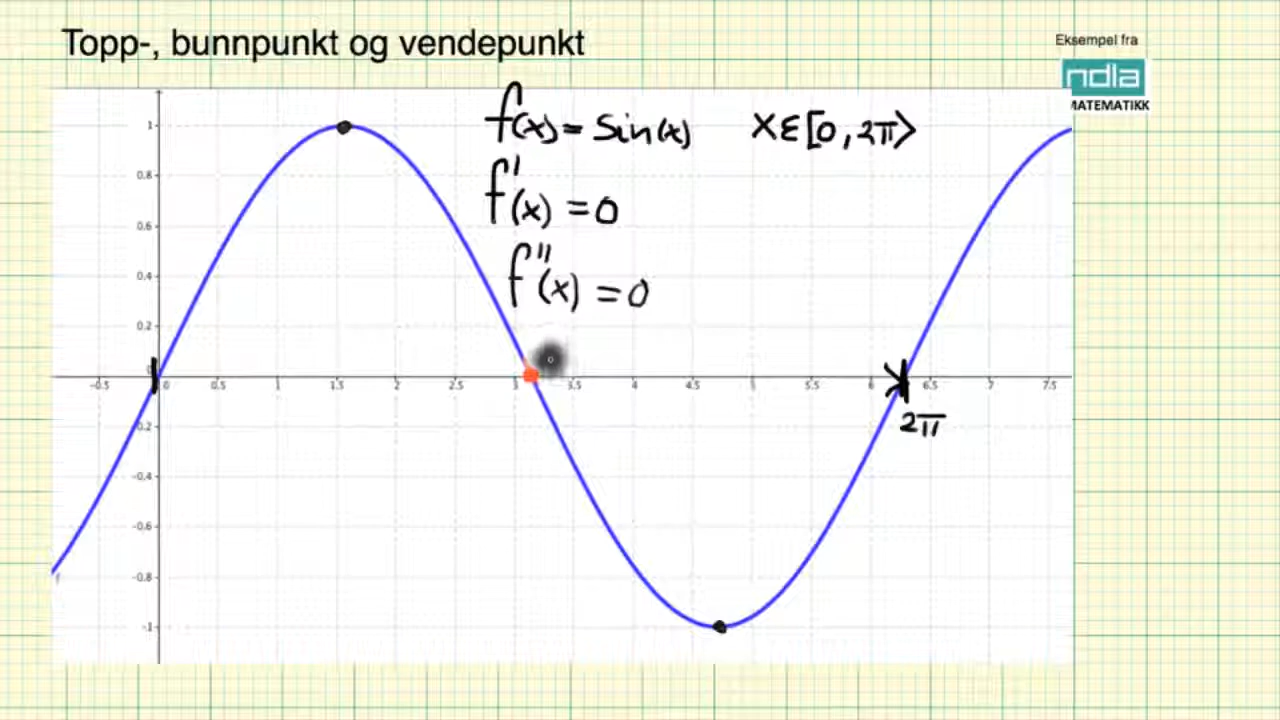 Topp-, bunnpunkt og vendepunkt
Eksempel fra
ndla
MATEMATIKK
f(x) = Sin(x) x∈[0, 2π⟩
f'(x) = 0
f''(x) = 0
1
0.8
0.6
0.4
0.2
0
-0.5 0 0.5 1 1.5 2 2.5 3 3.5 4 4.5 5 5.5 6 6.5 7 7.5
2π
-0.2
-0.4
-0.6
-0.8
-1
f